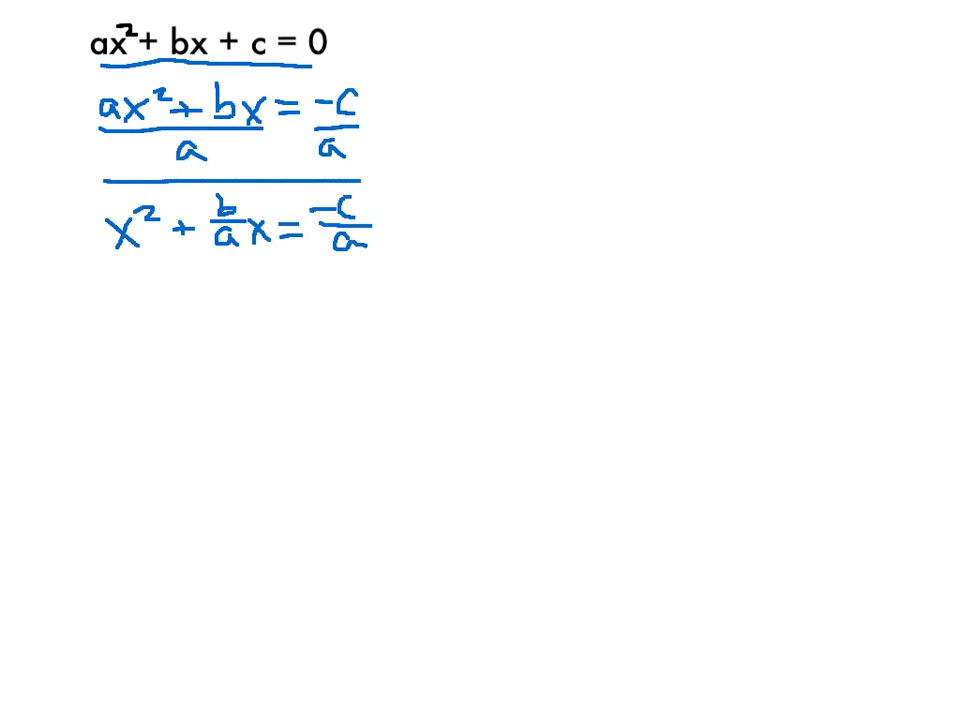 ax² + bx + c = 0
ax² + bx = -c
a a
x² + b/a x = -c/a